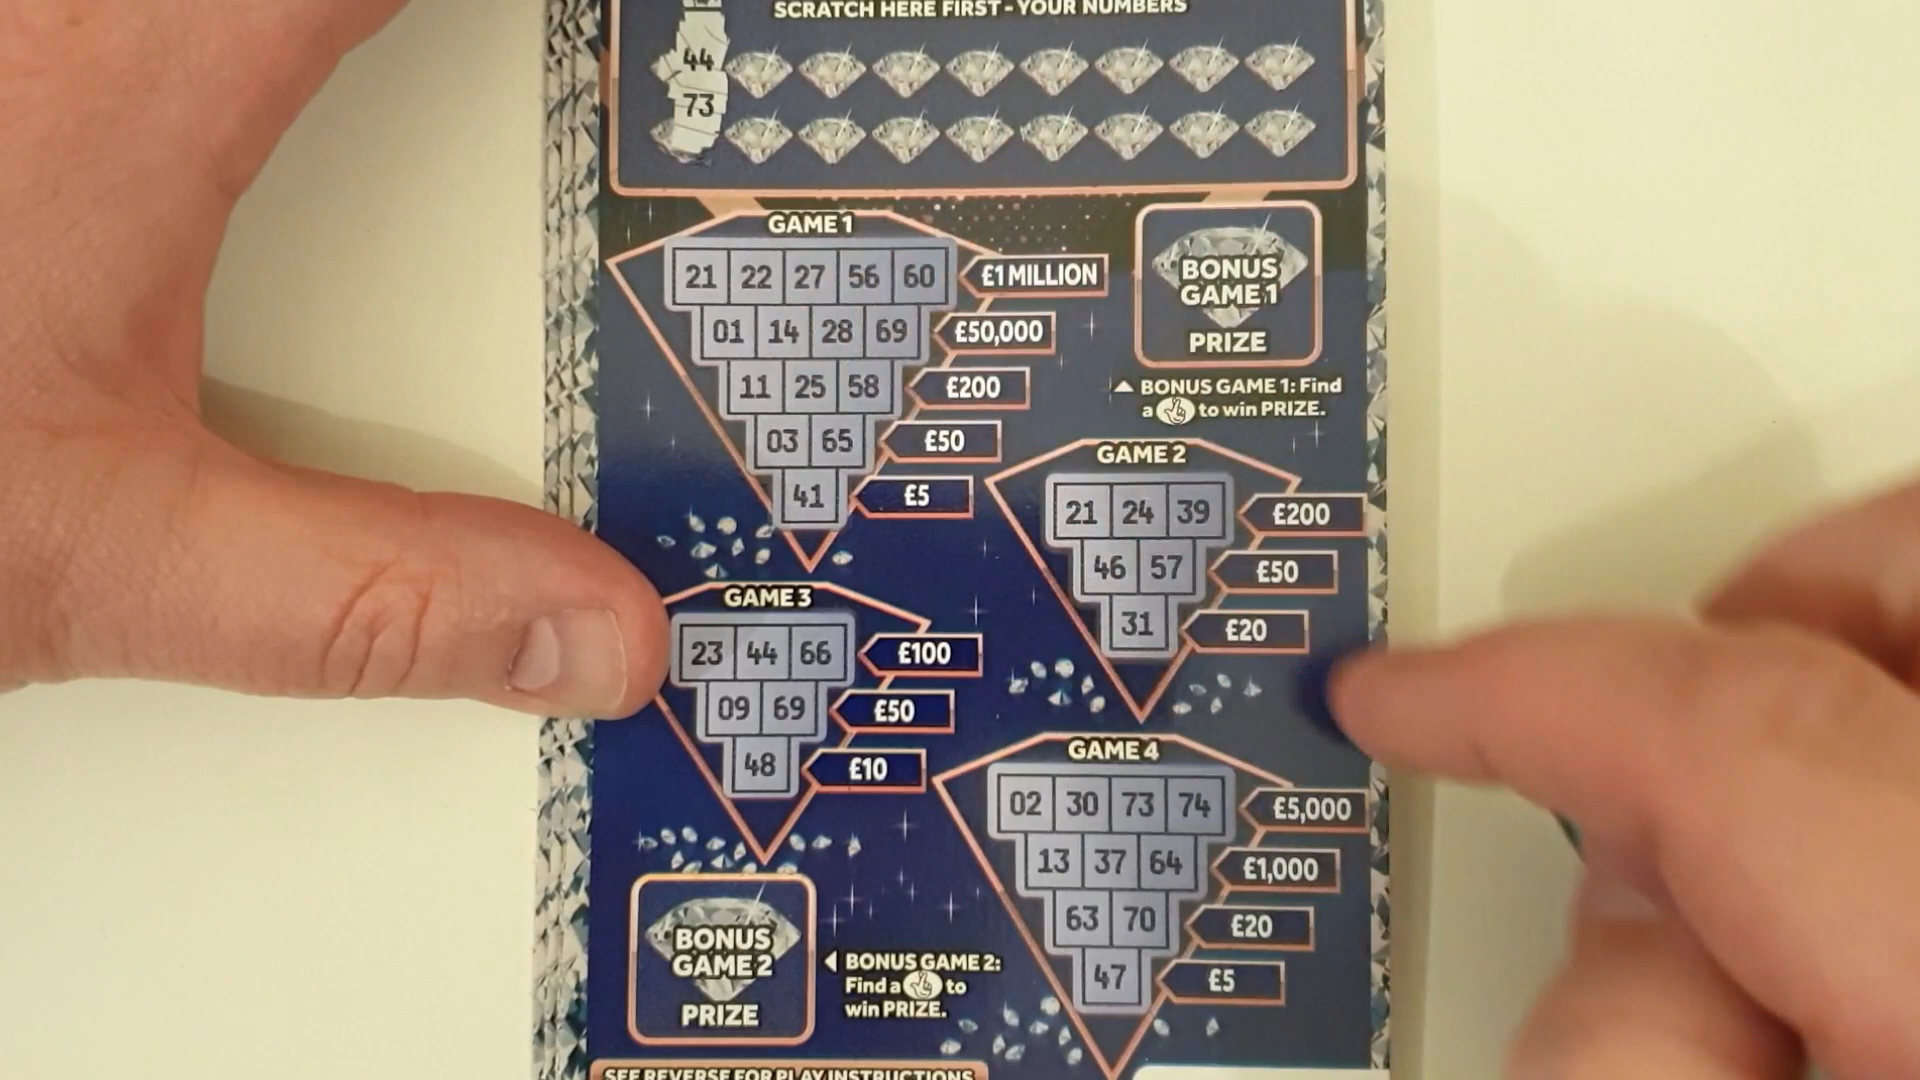 SCRATCH HERE FIRST - YOUR NUMBERS
44
73
GAME 1
21 22 27 56 60 £1 MILLION
01 14 28 69 £50,000
11 25 58 £200
03 65 £50
41 £5
BONUS
GAME 1
PRIZE
BONUS GAME 1: Find
a to win PRIZE.
GAME 2
21 24 39 £200
46 57 £50
31 £20
GAME 3
23 44 66 £100
09 69 £50
48 £10
GAME 4
02 30 73 74 £5,000
13 37 64 £1,000
63 70 £20
47 £5
BONUS
GAME 2
PRIZE
BONUS GAME 2:
Find a to
win PRIZE.
SEE REVERSE FOR PLAY INSTRUCTIONS